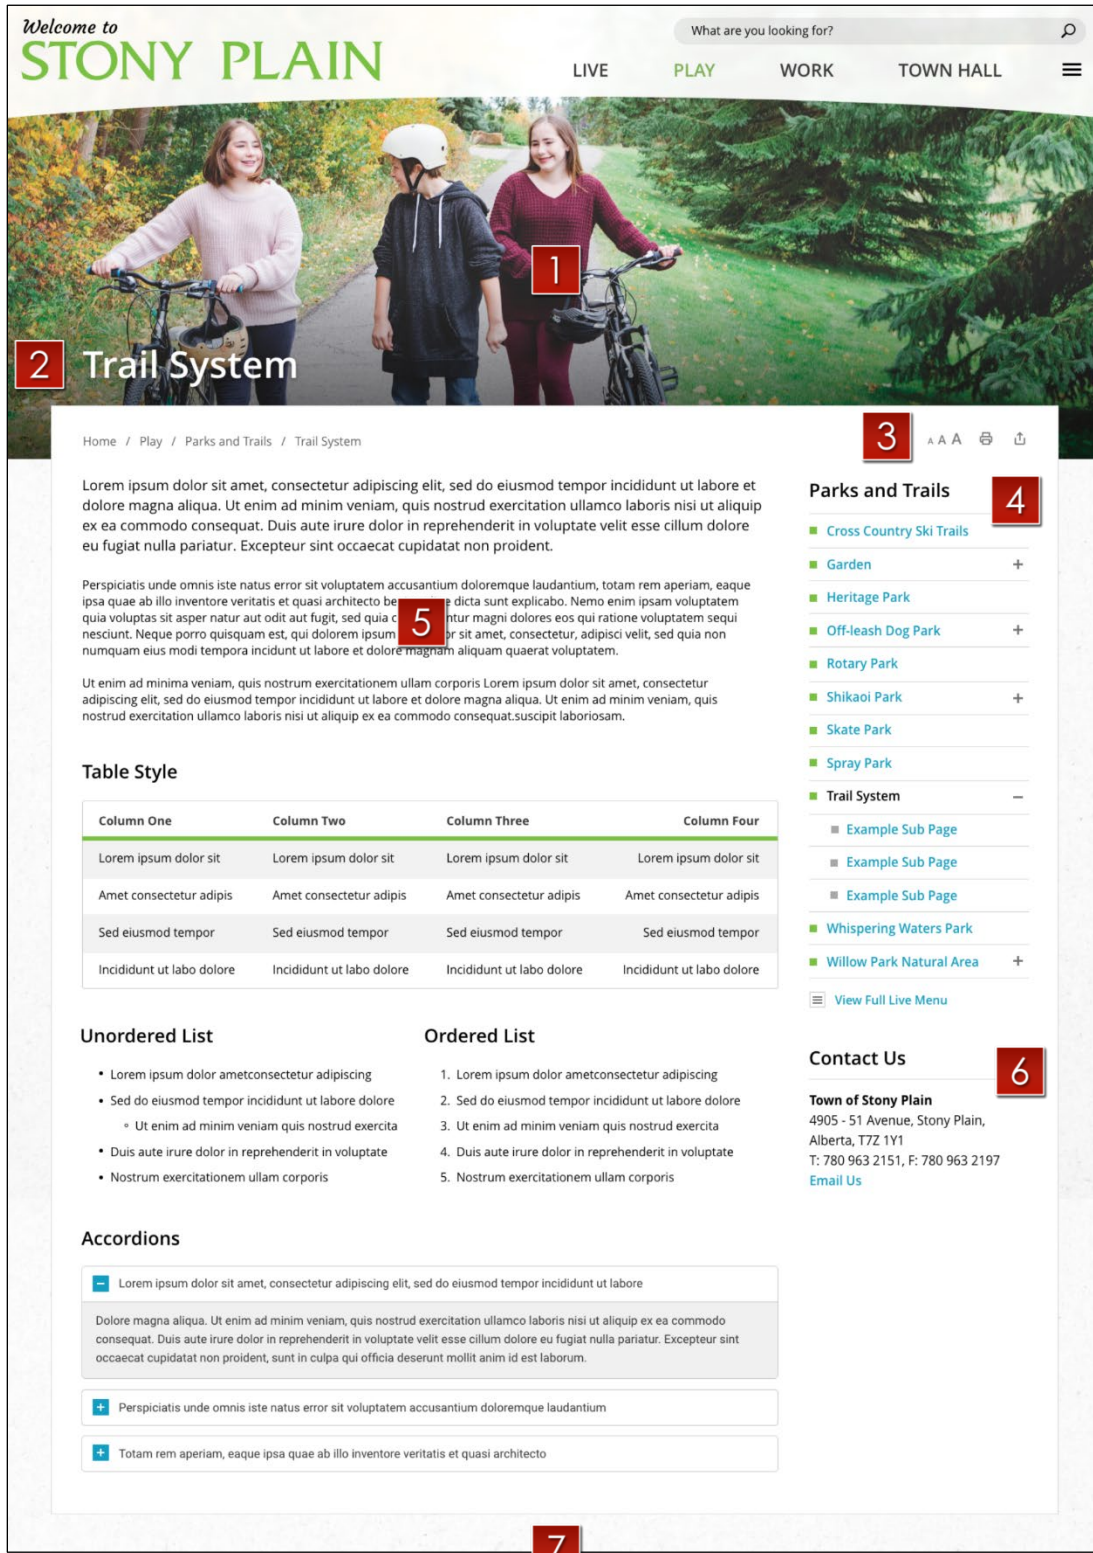 Welcome to
STONY PLAIN
What are you looking for?
LIVE PLAY WORK TOWN HALL
1
2
Trail System
Home / Play / Parks and Trails / Trail System
3
A A A
Lorem ipsum dolor sit amet, consectetur adipiscing elit, sed do eiusmod tempor incididunt ut labore et
dolore magna aliqua. Ut enim ad minim veniam, quis nostrud exercitation ullamco laboris nisi ut aliquip
ex ea commodo consequat. Duis aute irure dolor in reprehenderit in voluptate velit esse cillum dolore
eu fugiat nulla pariatur. Excepteur sint occaecat cupidatat non proident.
Perspiciatis unde omnis iste natus error sit voluptatem accusantium doloremque laudantium, totam rem aperiam, eaque
ipsa quae ab illo inventore veritatis et quasi architecto be dicta sunt explicabo. Nemo enim ipsam voluptatem
quia voluptas sit asper natur aut odit aut fugit, sed quia c ntur magni dolores eos qui ratione voluptatem sequi
nesciunt. Neque porro quisquam est, qui dolorem ipsum r sit amet, consectetur, adipisci velit, sed quia non
numquam eius modi tempora incidunt ut labore et dolore magnam aliquam quaerat voluptatem.
5
Ut enim ad minima veniam, quis nostrum exercitationem ullam corporis Lorem ipsum dolor sit amet, consectetur
adipiscing elit, sed do eiusmod tempor incididunt ut labore et dolore magna aliqua. Ut enim ad minim veniam, quis
nostrud exercitation ullamco laboris nisi ut aliquip ex ea commodo consequat.suscipit laboriosam.
Table Style
Column One Column Two Column Three Column Four
Lorem ipsum dolor sit Lorem ipsum dolor sit Lorem ipsum dolor sit Lorem ipsum dolor sit
Amet consectetur adipis Amet consectetur adipis Amet consectetur adipis Amet consectetur adipis
Sed eiusmod tempor Sed eiusmod tempor Sed eiusmod tempor Sed eiusmod tempor
Incididunt ut labo dolore Incididunt ut labo dolore Incididunt ut labo dolore Incididunt ut labo dolore
Unordered List
• Lorem ipsum dolor ametconsectetur adipiscing
• Sed do eiusmod tempor incididunt ut labore dolore
◦ Ut enim ad minim veniam quis nostrud exercita
• Duis aute irure dolor in reprehenderit in voluptate
• Nostrum exercitationem ullam corporis
Ordered List
1. Lorem ipsum dolor ametconsectetur adipiscing
2. Sed do eiusmod tempor incididunt ut labore dolore
3. Ut enim ad minim veniam quis nostrud exercita
4. Duis aute irure dolor in reprehenderit in voluptate
5. Nostrum exercitationem ullam corporis
Accordions
− Lorem ipsum dolor sit amet, consectetur adipiscing elit, sed do eiusmod tempor incididunt ut labore
Dolore magna aliqua. Ut enim ad minim veniam, quis nostrud exercitation ullamco laboris nisi ut aliquip ex ea commodo
consequat. Duis aute irure dolor in reprehenderit in voluptate velit esse cillum dolore eu fugiat nulla pariatur. Excepteur sint
occaecat cupidatat non proident, sunt in culpa qui officia deserunt mollit anim id est laborum.
+ Perspiciatis unde omnis iste natus error sit voluptatem accusantium doloremque laudantium
+ Totam rem aperiam, eaque ipsa quae ab illo inventore veritatis et quasi architecto
Parks and Trails
4
Cross Country Ski Trails
Garden +
Heritage Park
Off-leash Dog Park +
Rotary Park
Shikaoi Park +
Skate Park
Spray Park
Trail System −
Example Sub Page
Example Sub Page
Example Sub Page
Whispering Waters Park
Willow Park Natural Area +
View Full Live Menu
Contact Us
6
Town of Stony Plain
4905 - 51 Avenue, Stony Plain,
Alberta, T7Z 1Y1
T: 780 963 2151, F: 780 963 2197
Email Us
7